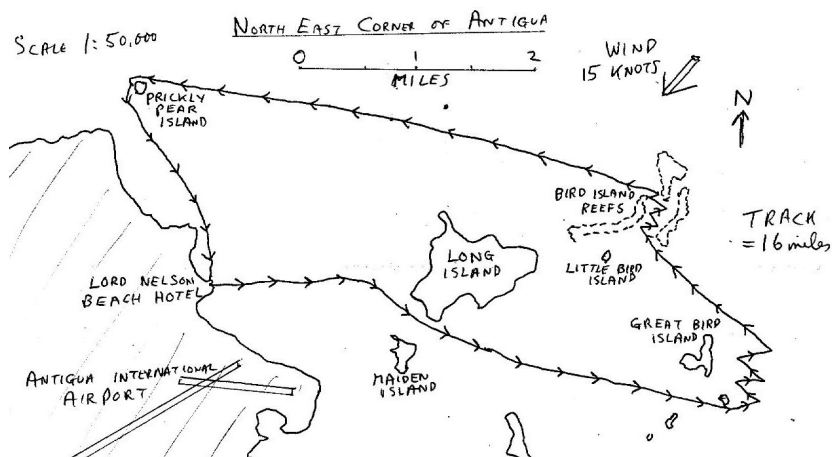 NORTH EAST CORNER OF ANTIGUA
SCALE 1:50,000
0 1 2
MILES
WIND
15 KNOTS
N
PRICKLY
PEAR
ISLAND
BIRD ISLAND
REEFS
TRACK
= 16 miles
LONG
ISLAND
LITTLE BIRD
ISLAND
LORD NELSON
BEACH HOTEL
GREAT BIRD
ISLAND
MAIDEN
ISLAND
ANTIGUA INTERNATIONAL
AIRPORT